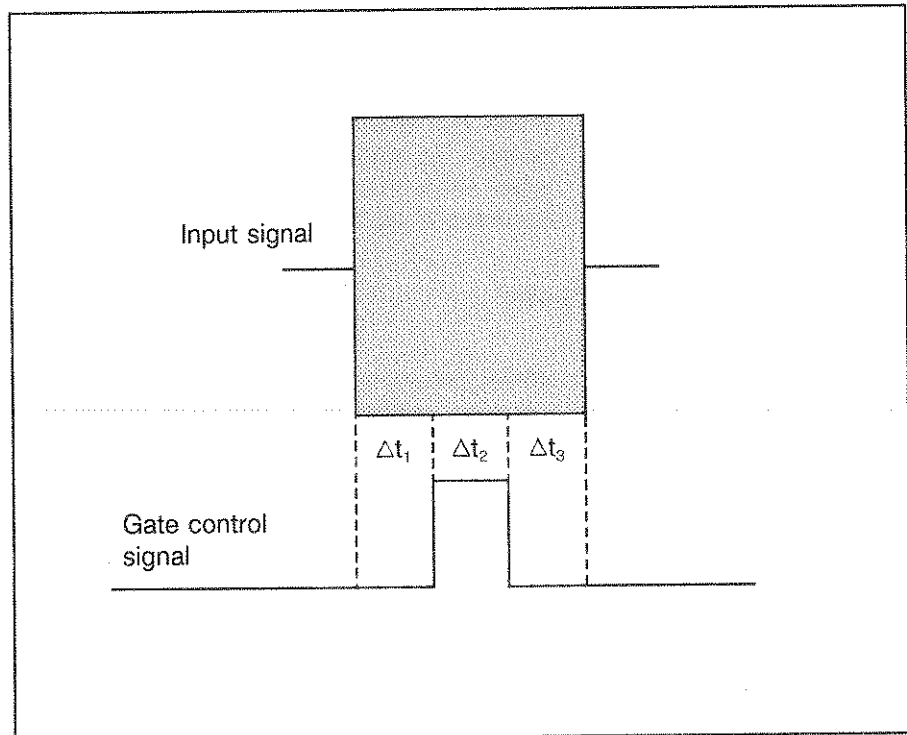 Input signal
Δt₁ Δt₂ Δt₃
Gate control
signal